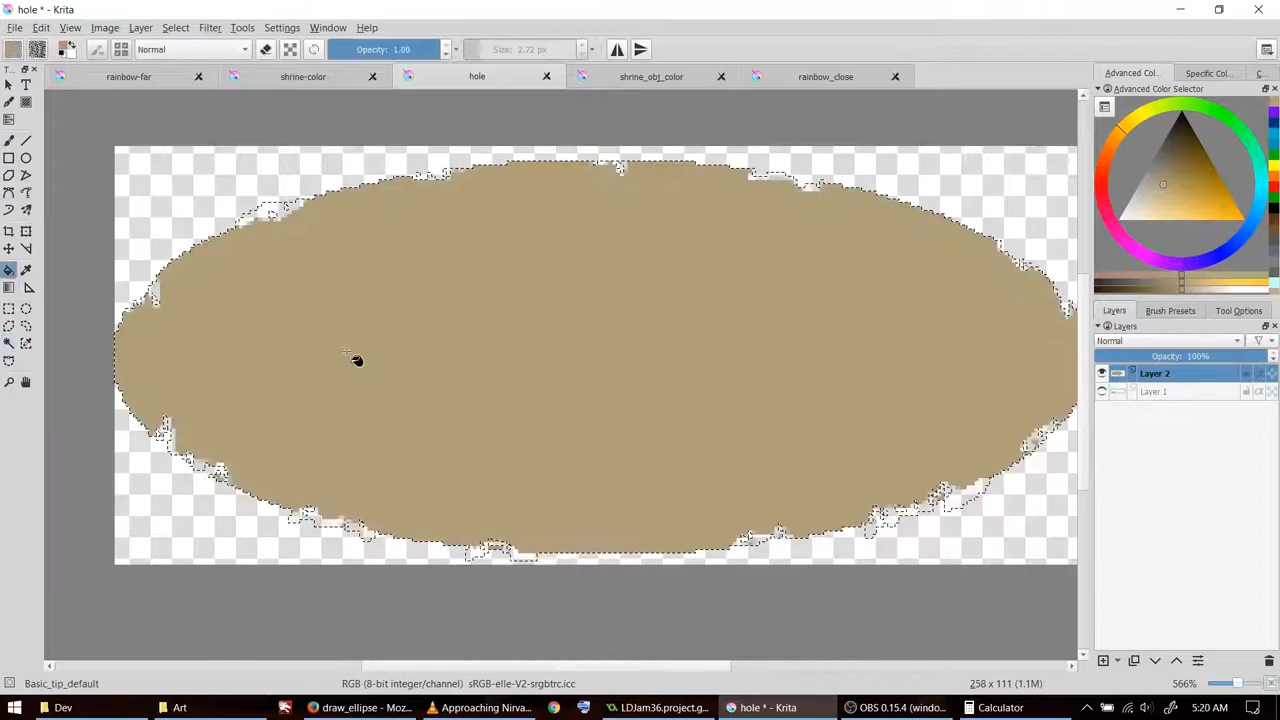 hole * - Krita
File Edit View Image Layer Select Filter Tools Settings Window Help
Normal Opacity: 1.00 Size: 2.72 px
rainbow-far shrine-color hole shrine_obj_color rainbow_close
T...
Advanced Col... Specific Col... C...
Advanced Color Selector
Layers Brush Presets Tool Options
Layers
Normal
Opacity: 100%
Layer 2
Layer 1
Basic_tip_default RGB (8-bit integer/channel) sRGB-elle-V2-srgbtrc.icc 258 x 111 (1.1M) 566%
Dev Art draw_ellipse - Moz... Approaching Nirva... LDJam36.project.g... hole * - Krita OBS 0.15.4 (windo... Calculator 5:20 AM